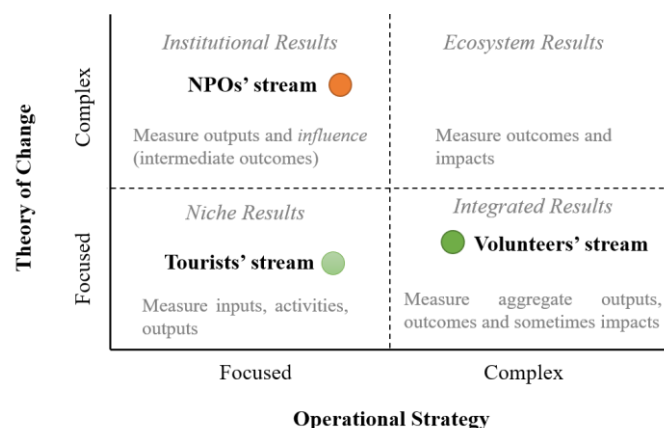 Institutional Results
Ecosystem Results
NPOs’ stream
Measure outputs and influence
(intermediate outcomes)
Measure outcomes and
impacts
Niche Results
Integrated Results
Tourists’ stream
Volunteers’ stream
Measure inputs, activities,
outputs
Measure aggregate outputs,
outcomes and sometimes impacts
Theory of Change
Complex
Focused
Focused
Complex
Operational Strategy